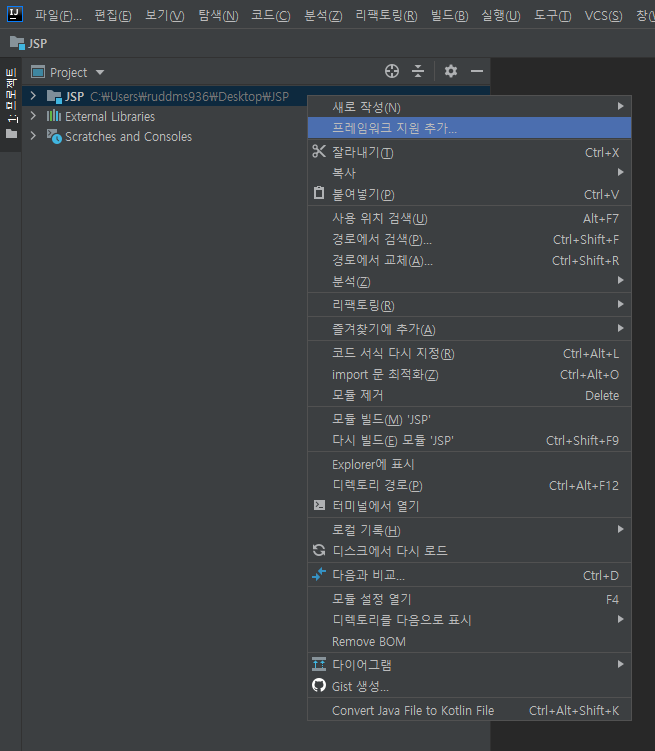 IJ 파일(F)... 편집(E) 보기(V) 탐색(N) 코드(C) 분석(Z) 리팩토링(R) 빌드(B) 실행(U) 도구(T) VCS(S) 창(
JSP
1: 프로젝트
Project
JSP C:₩Users₩ruddms936₩Desktop₩JSP
External Libraries
Scratches and Consoles
새로 작성(N)
프레임워크 지원 추가...
잘라내기(T) Ctrl+X
복사
붙여넣기(P) Ctrl+V
사용 위치 검색(U) Alt+F7
경로에서 검색(P)... Ctrl+Shift+F
경로에서 교체(A)... Ctrl+Shift+R
분석(Z)
리팩토링(R)
즐겨찾기에 추가(A)
코드 서식 다시 지정(R) Ctrl+Alt+L
import 문 최적화(Z) Ctrl+Alt+O
모듈 제거 Delete
모듈 빌드(M) 'JSP'
다시 빌드(E) 모듈 'JSP' Ctrl+Shift+F9
Explorer에 표시
디렉토리 경로(P) Ctrl+Alt+F12
터미널에서 열기
로컬 기록(H)
디스크에서 다시 로드
다음과 비교... Ctrl+D
모듈 설정 열기 F4
디렉토리를 다음으로 표시
Remove BOM
다이어그램
Gist 생성...
Convert Java File to Kotlin File Ctrl+Alt+Shift+K